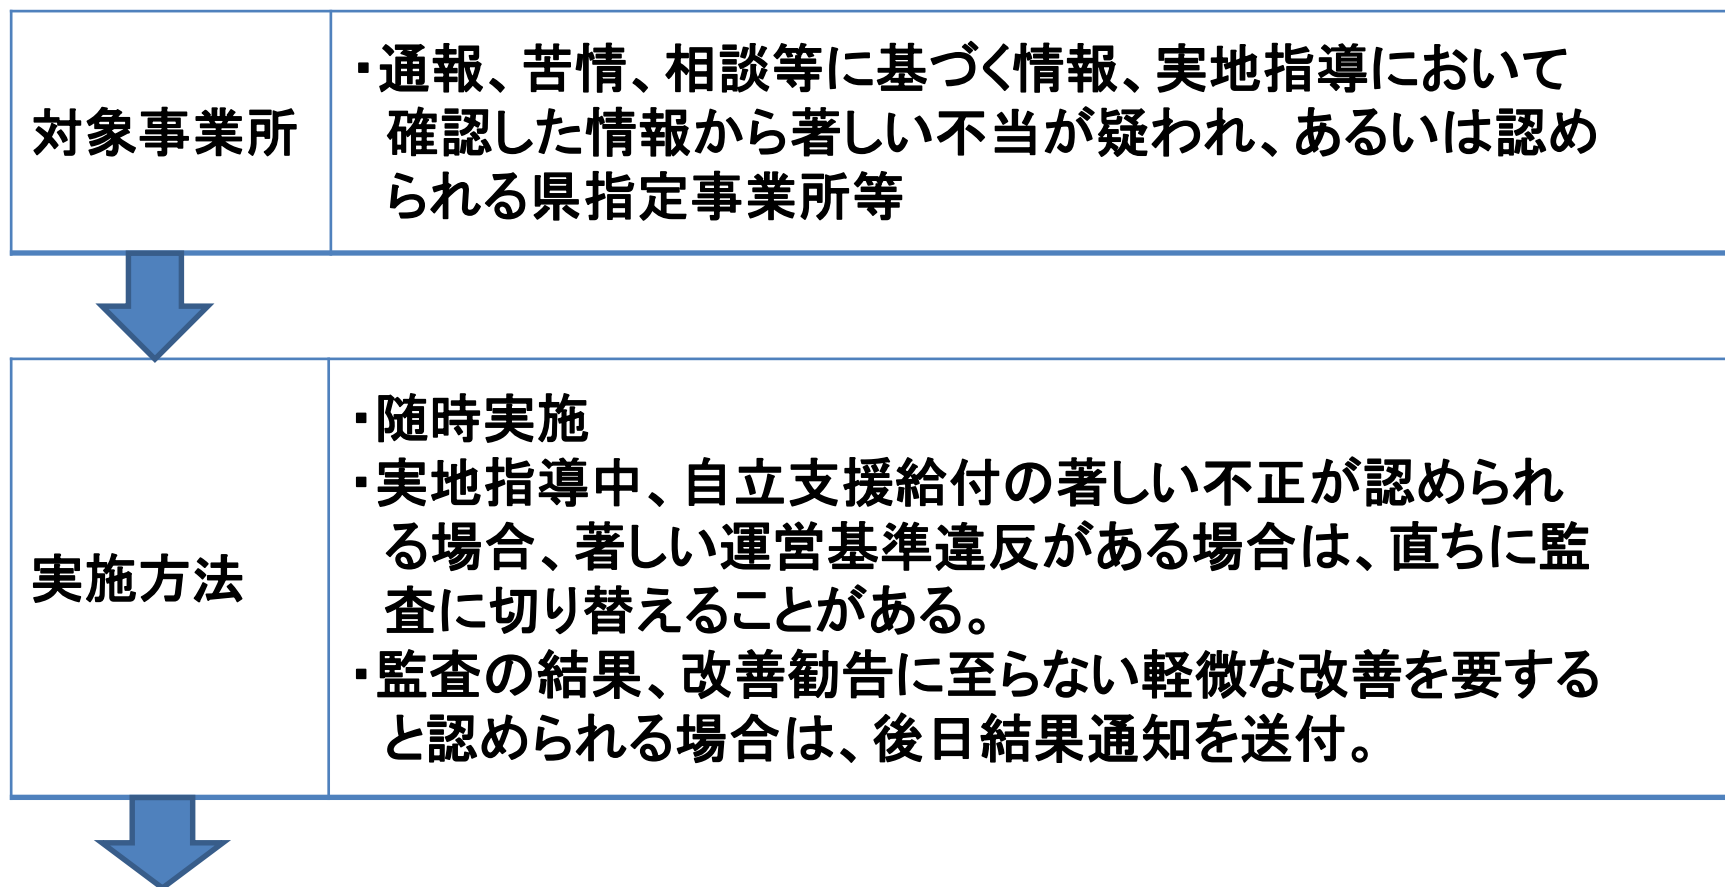 対象事業所
・通報、苦情、相談等に基づく情報、実地指導において
確認した情報から著しい不当が疑われ、あるいは認め
られる県指定事業所等
実施方法
・随時実施
・実地指導中、自立支援給付の著しい不正が認められ
る場合、著しい運営基準違反がある場合は、直ちに監
査に切り替えることがある。
・監査の結果、改善勧告に至らない軽微な改善を要する
と認められる場合は、後日結果通知を送付。